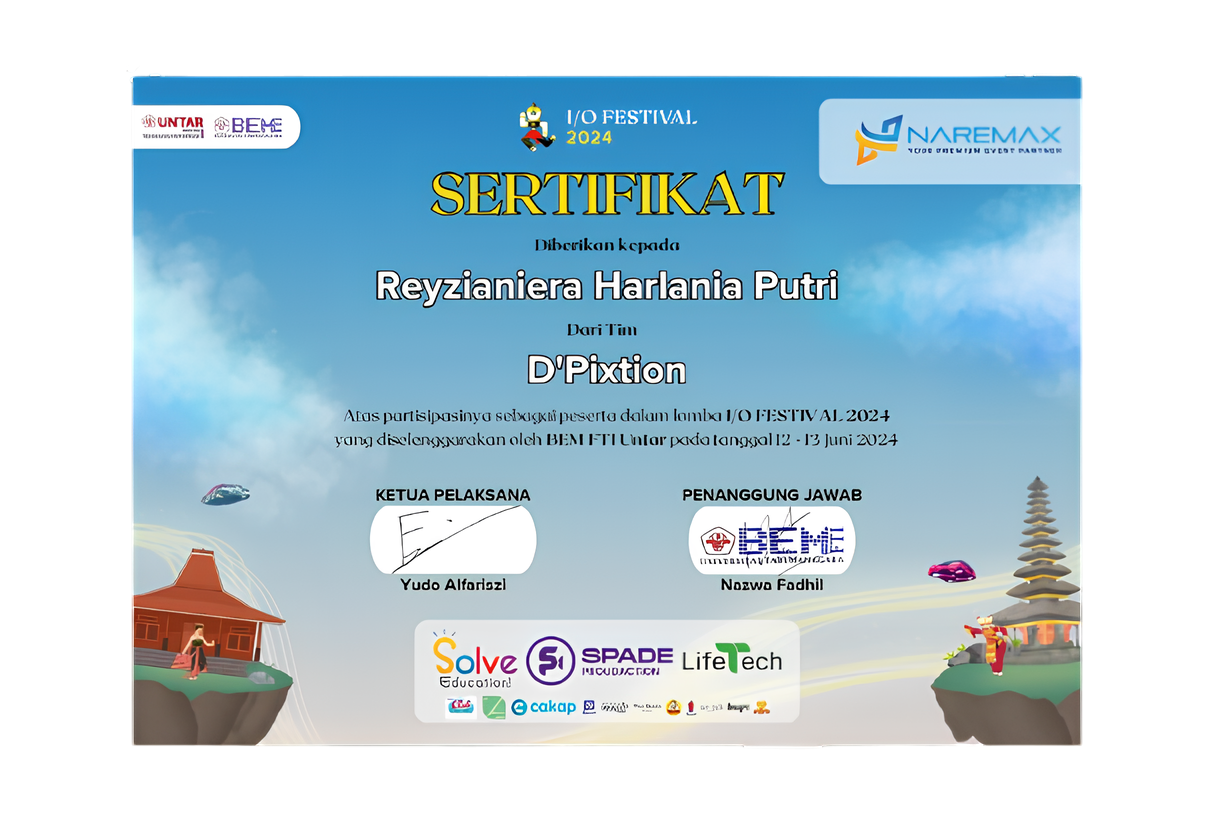 UNTAR
BEM
I/O FESTIVAL
2024
NAREMAX
YOUR PREMIUM EVENT PARTNER
SERTIFIKAT
Diberikan kepada
Reyzianiera Harlania Putri
Dari Tim
D'Pixtion
Atas partisipasinya sebagai peserta dalam lomba I/O FESTIVAL 2024
yang diselenggarakan oleh BEM FTI Untar pada tanggal 12 - 13 Juni 2024
KETUA PELAKSANA
PENANGGUNG JAWAB
BEM
Yudo Alfariszi
Nazwa Fadhil
Solve
Education!
SPADE
PRODUCTION
LifeTech
cakap